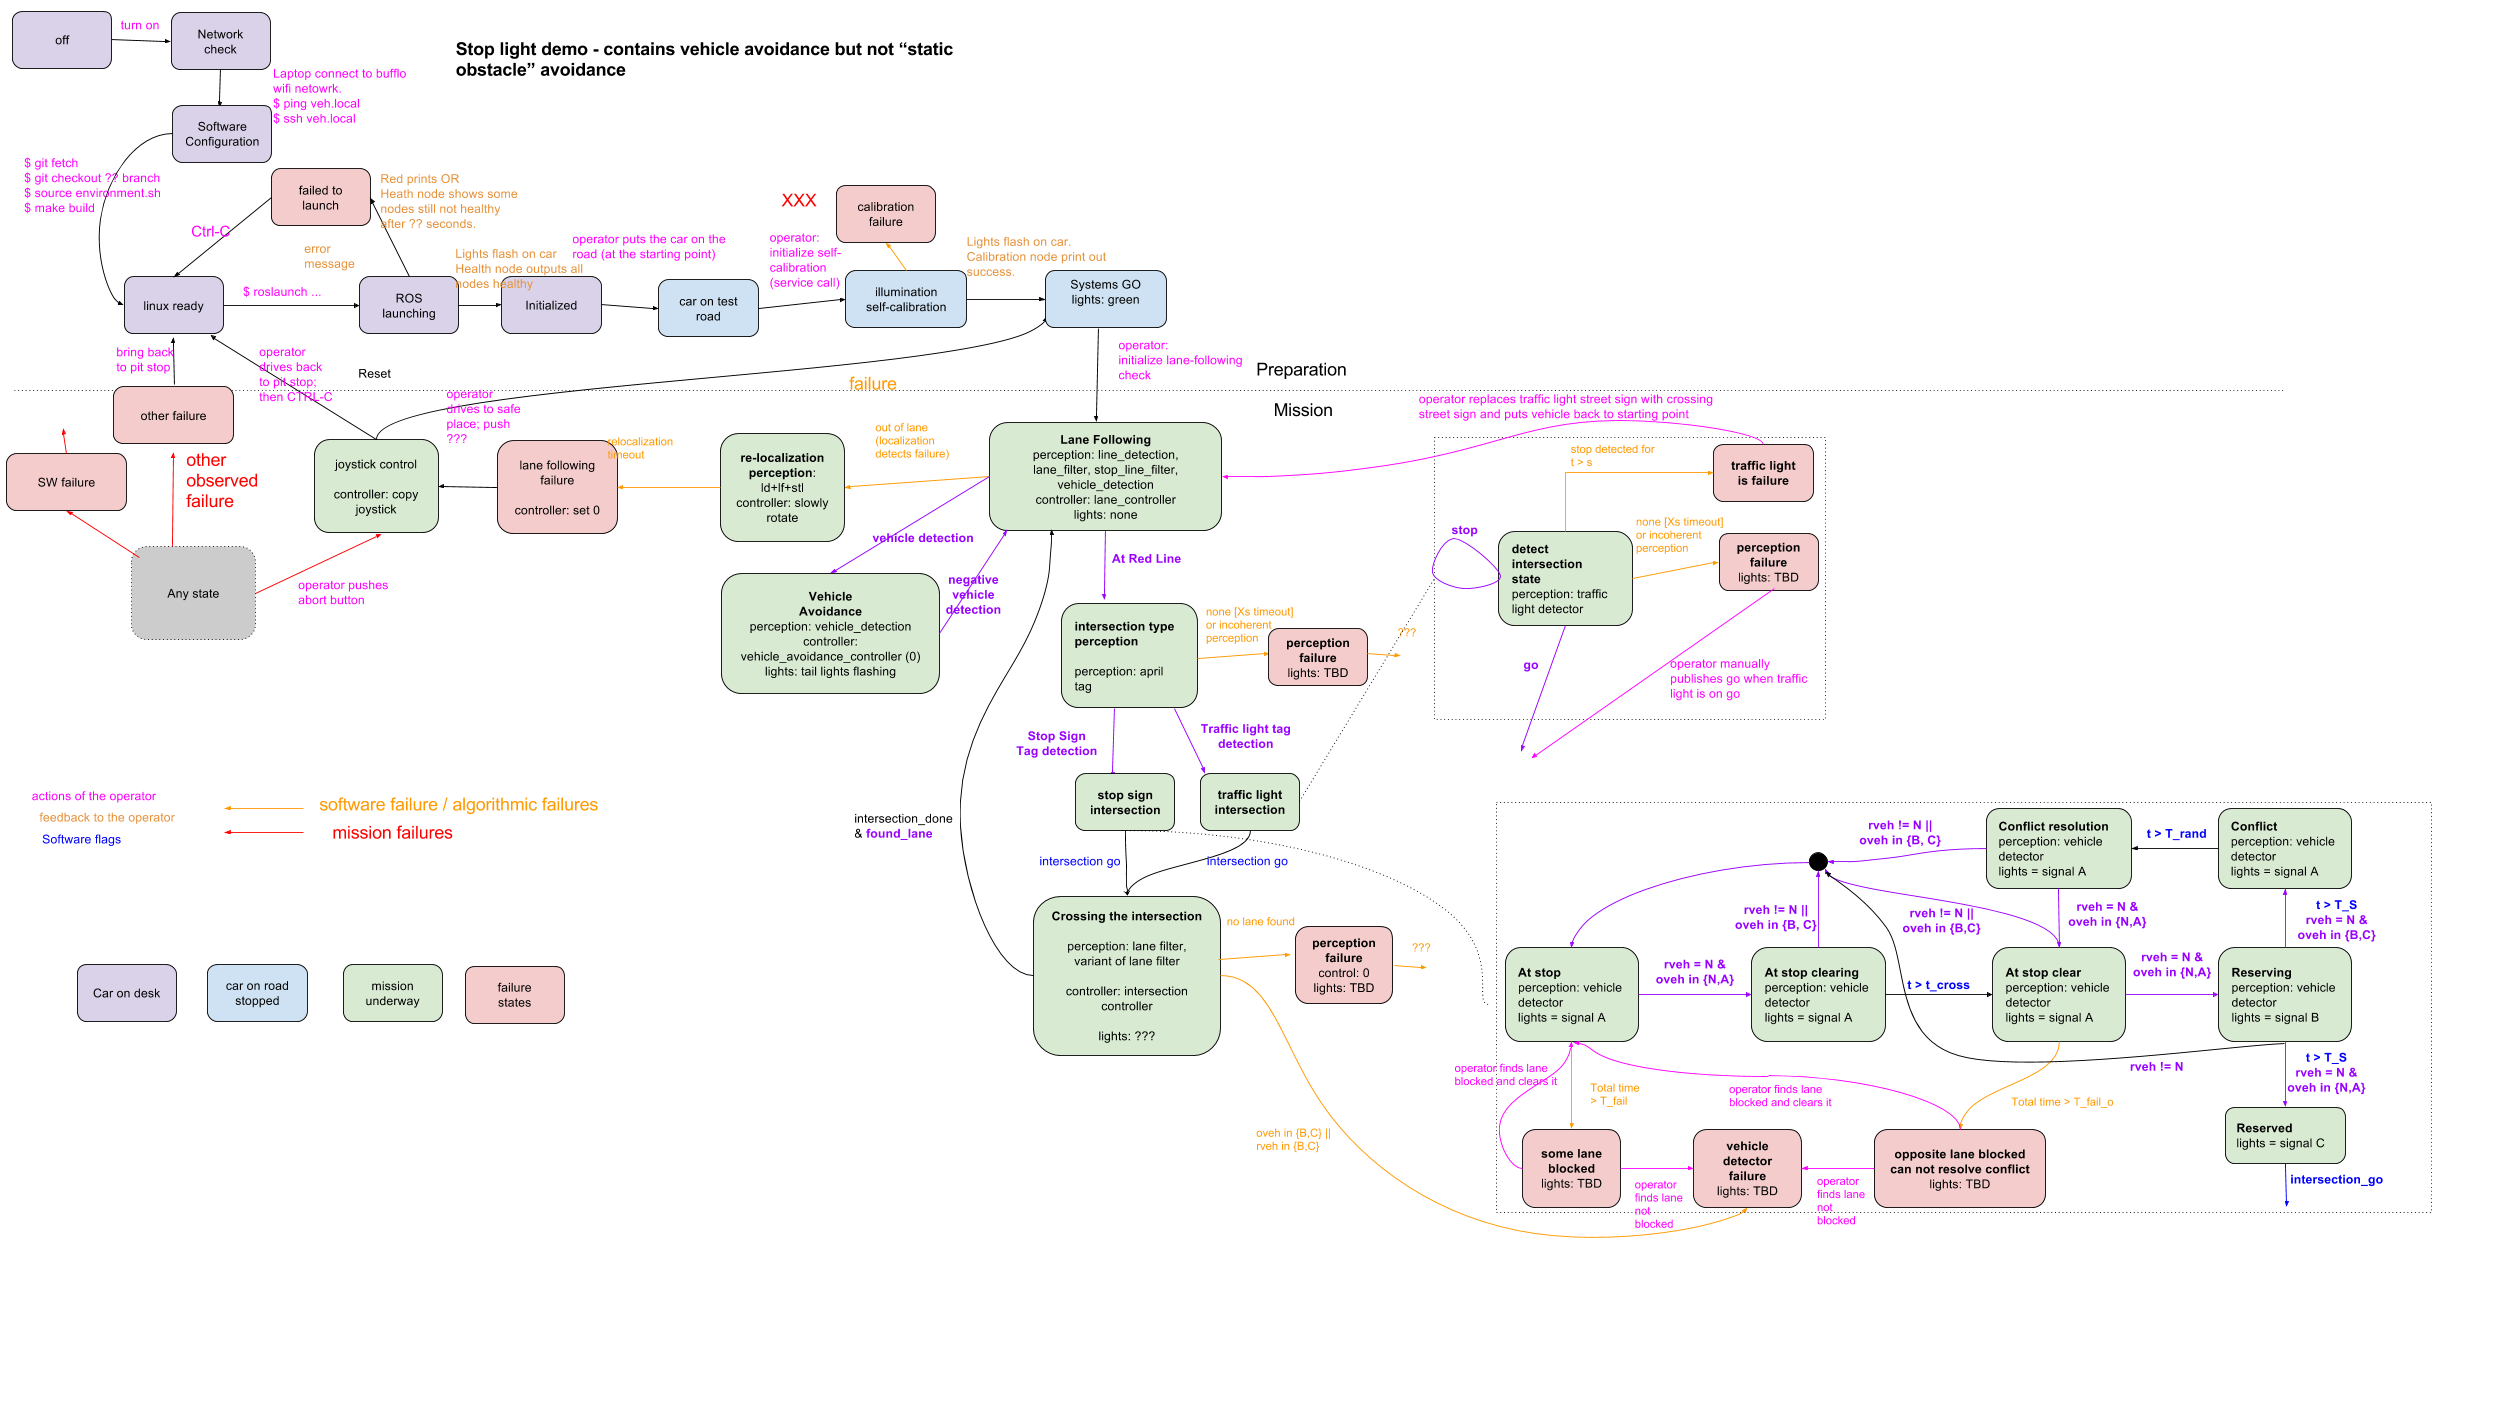 off
turn on
Network
check
Stop light demo - contains vehicle avoidance but not “static
obstacle” avoidance
Laptop connect to bufflo
wifi netowrk.
$ ping veh.local
$ ssh veh.local
Software
Configuration
$ git fetch
$ git checkout ?? branch
$ source environment.sh
$ make build
failed to
launch
Red prints OR
Heath node shows some
nodes still not healthy
after ?? seconds.
Ctrl-C
error
message
XXX
calibration
failure
Lights flash on car
Health node outputs all
nodes healthy
operator puts the car on the
road (at the starting point)
operator:
initialize self-
calibration
(service call)
Lights flash on car.
Calibration node print out
success.
linux ready
$ roslaunch ...
ROS
launching
Initialized
car on test
road
illumination
self-calibration
Systems GO
lights: green
bring back
to pit stop
operator
drives back
to pit stop;
then CTRL-C
Reset
operator:
initialize lane-following
check
Preparation
failure
Mission
other failure
operator
drives to safe
place; push
???
SW failure
other
observed
failure
joystick control
controller: copy
joystick
lane following
failure
controller: set 0
relocalization
timeout
re-localization
perception:
ld+lf+stl
controller: slowly
rotate
out of lane
(localization
detects failure)
Lane Following
perception: line_detection,
lane_filter, stop_line_filter,
vehicle_detection
controller: lane_controller
lights: none
operator replaces traffic light street sign with crossing
street sign and puts vehicle back to starting point
Any state
operator pushes
abort button
vehicle detection
negative
vehicle
detection
At Red Line
Vehicle
Avoidance
perception: vehicle_detection
controller:
vehicle_avoidance_controller (0)
lights: tail lights flashing
intersection type
perception
perception: april
tag
none [Xs timeout]
or incoherent
perception
perception
failure
lights: TBD
???
stop detected for
t > s
traffic light
is failure
stop
detect
intersection
state
perception: traffic
light detector
none [Xs timeout]
or incoherent
perception
perception
failure
lights: TBD
go
operator manually
publishes go when traffic
light is on go
Stop Sign
Tag detection
Traffic light tag
detection
stop sign
intersection
traffic light
intersection
intersection_done
& found_lane
intersection go
intersection go
actions of the operator
feedback to the operator
Software flags
software failure / algorithmic failures
mission failures
Car on desk
car on road
stopped
mission
underway
failure
states
Crossing the intersection
perception: lane filter,
variant of lane filter
controller: intersection
controller
lights: ???
no lane found
perception
failure
control: 0
lights: TBD
???
oveh in {B,C} ||
rveh in {B,C}
rveh != N ||
oveh in {B, C}
Conflict resolution
perception: vehicle
detector
lights = signal A
t > T_rand
Conflict
perception: vehicle
detector
lights = signal A
rveh != N ||
oveh in {B, C}
rveh != N ||
oveh in {B,C}
rveh = N &
oveh in {N,A}
t > T_S
rveh = N &
oveh in {B,C}
At stop
perception: vehicle
detector
lights = signal A
rveh = N &
oveh in {N,A}
At stop clearing
perception: vehicle
detector
lights = signal A
t > t_cross
At stop clear
perception: vehicle
detector
lights = signal A
rveh = N &
oveh in {N,A}
Reserving
perception: vehicle
detector
lights = signal B
operator finds lane
blocked and clears it
Total time
> T_fail
operator finds lane
blocked and clears it
Total time > T_fail_o
rveh != N
t > T_S
rveh = N &
oveh in {N,A}
some lane
blocked
lights: TBD
operator
finds lane
not
blocked
vehicle
detector
failure
lights: TBD
operator
finds lane
not
blocked
opposite lane blocked
can not resolve conflict
lights: TBD
Reserved
lights = signal C
intersection_go